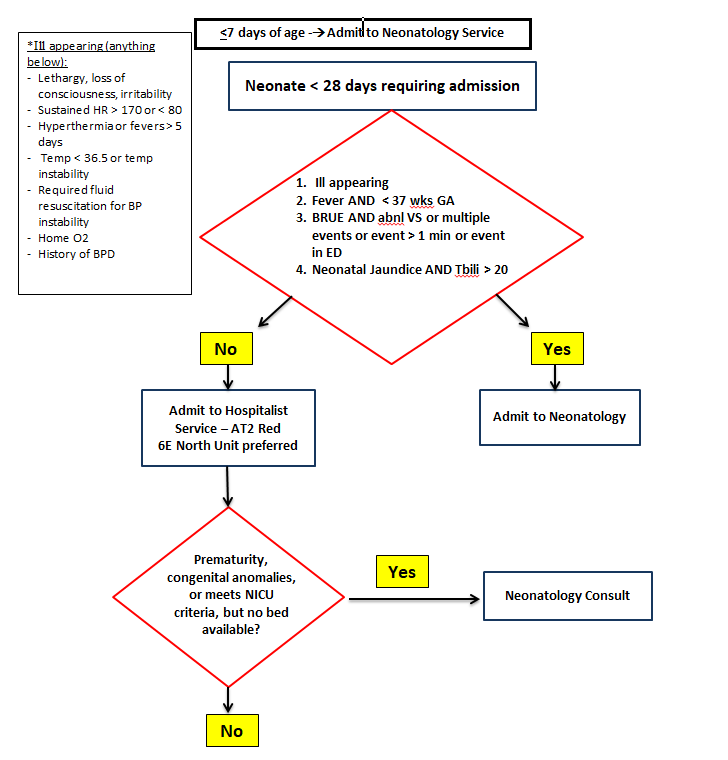 ≤7 days of age -→ Admit to Neonatology Service
*Ill appearing (anything
below):
- Lethargy, loss of
consciousness, irritability
- Sustained HR > 170 or < 80
- Hyperthermia or fevers > 5
days
- Temp < 36.5 or temp
instability
- Required fluid
resuscitation for BP
instability
- Home O2
- History of BPD
Neonate < 28 days requiring admission
1. Ill appearing
2. Fever AND < 37 wks GA
3. BRUE AND abnl VS or multiple
events or event > 1 min or event
in ED
4. Neonatal Jaundice AND Tbili > 20
No
Yes
Admit to Hospitalist
Service – AT2 Red
6E North Unit preferred
Admit to Neonatology
Prematurity,
congenital anomalies,
or meets NICU
criteria, but no bed
available?
Yes
Neonatology Consult
No